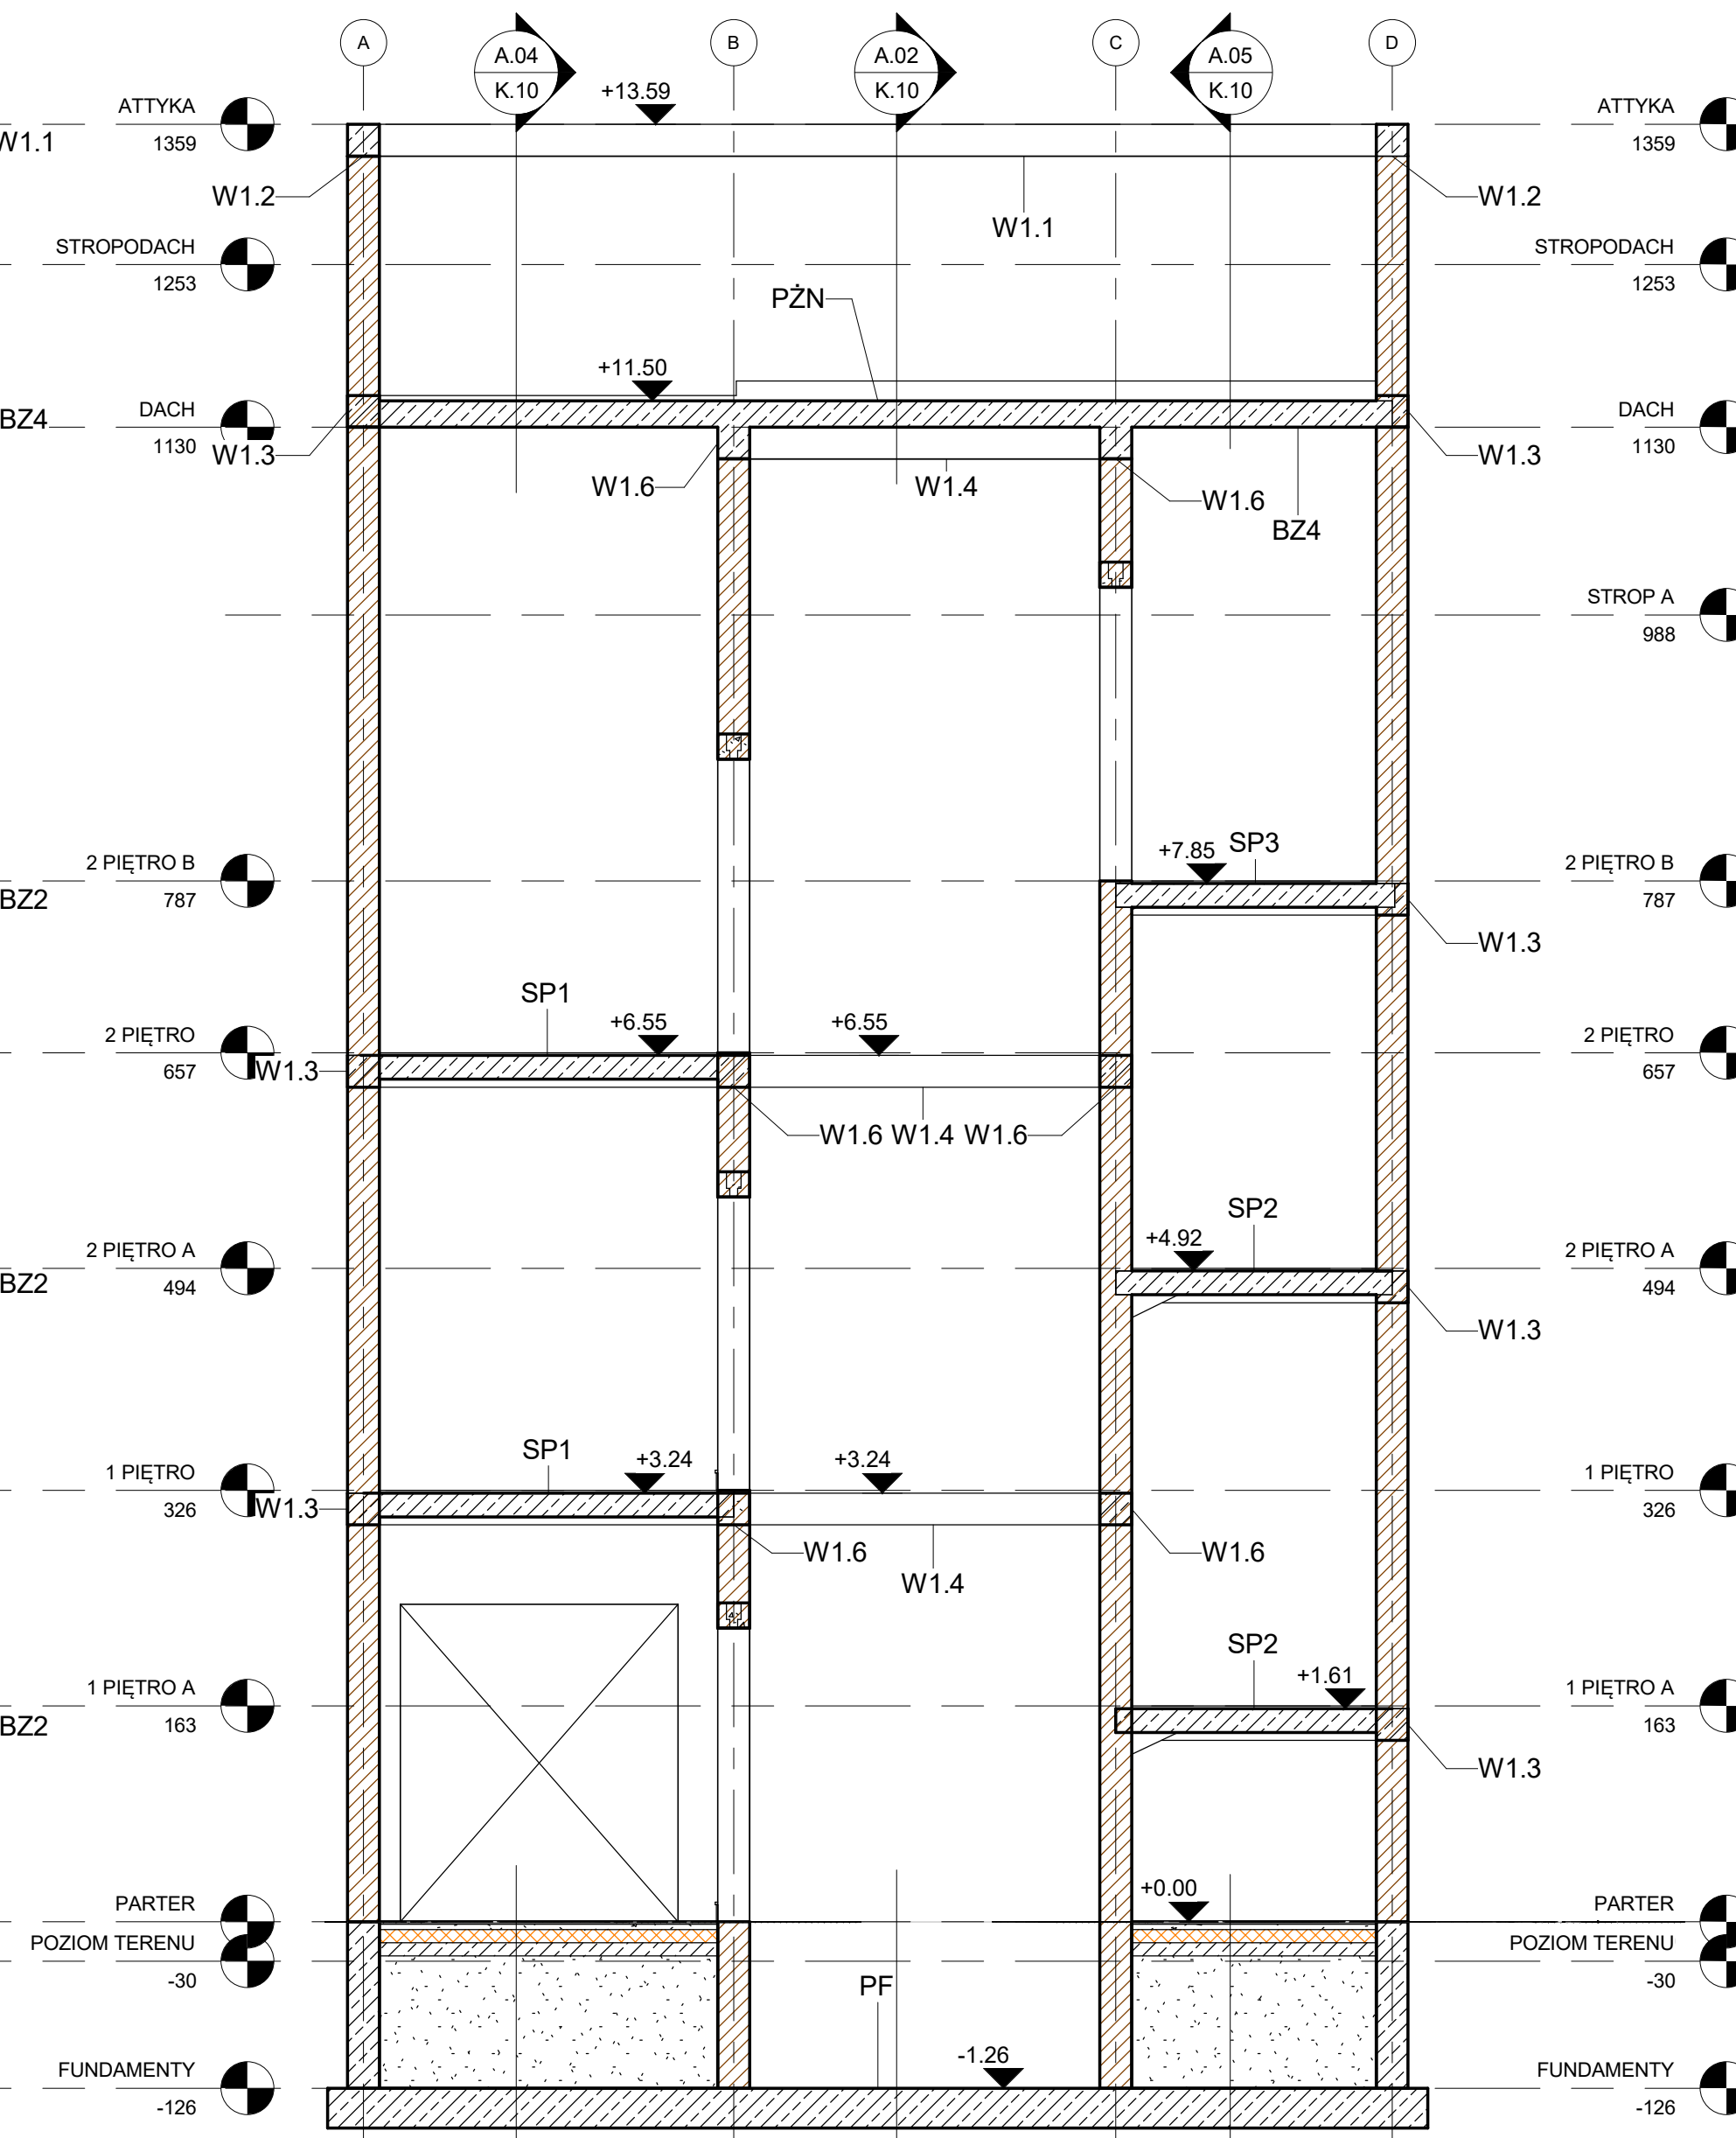 A
B
C
D
A.04
K.10
A.02
K.10
A.05
K.10
+13.59
ATTYKA
1359
ATTYKA
1359
W1.1
W1.2
W1.2
W1.1
STROPODACH
1253
STROPODACH
1253
PŻN
+11.50
BZ4
DACH
1130
DACH
1130
W1.3
W1.3
W1.6
W1.4
W1.6
BZ4
STROP A
988
+7.85
SP3
2 PIĘTRO B
787
2 PIĘTRO B
787
BZ2
W1.3
SP1
+6.55
+6.55
2 PIĘTRO
657
2 PIĘTRO
657
W1.3
W1.6 W1.4 W1.6
SP2
+4.92
2 PIĘTRO A
494
2 PIĘTRO A
494
BZ2
W1.3
SP1
+3.24
+3.24
1 PIĘTRO
326
1 PIĘTRO
326
W1.3
W1.6
W1.6
W1.4
SP2
+1.61
1 PIĘTRO A
163
1 PIĘTRO A
163
BZ2
W1.3
+0.00
PARTER
PARTER
POZIOM TERENU
-30
POZIOM TERENU
-30
PF
-1.26
FUNDAMENTY
-126
FUNDAMENTY
-126